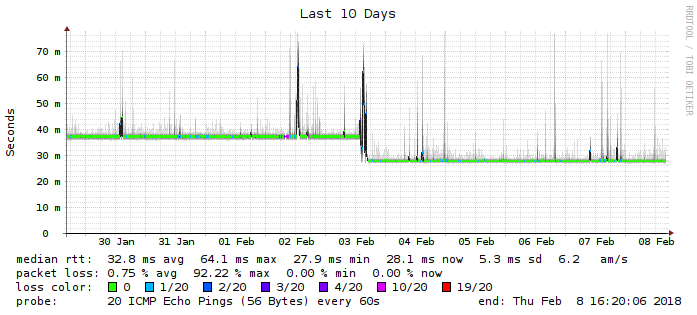 Last 10 Days
RRDTOOL / TOBI OETIKER
Seconds
70 m
60 m
50 m
40 m
30 m
20 m
10 m
0
30 Jan 31 Jan 01 Feb 02 Feb 03 Feb 04 Feb 05 Feb 06 Feb 07 Feb 08 Feb
median rtt: 32.8 ms avg 64.1 ms max 27.9 ms min 28.1 ms now 5.3 ms sd 6.2 am/s
packet loss: 0.75 % avg 92.22 % max 0.00 % min 0.00 % now
loss color: 0 1/20 2/20 3/20 4/20 10/20 19/20
probe: 20 ICMP Echo Pings (56 Bytes) every 60s end: Thu Feb 8 16:20:06 2018